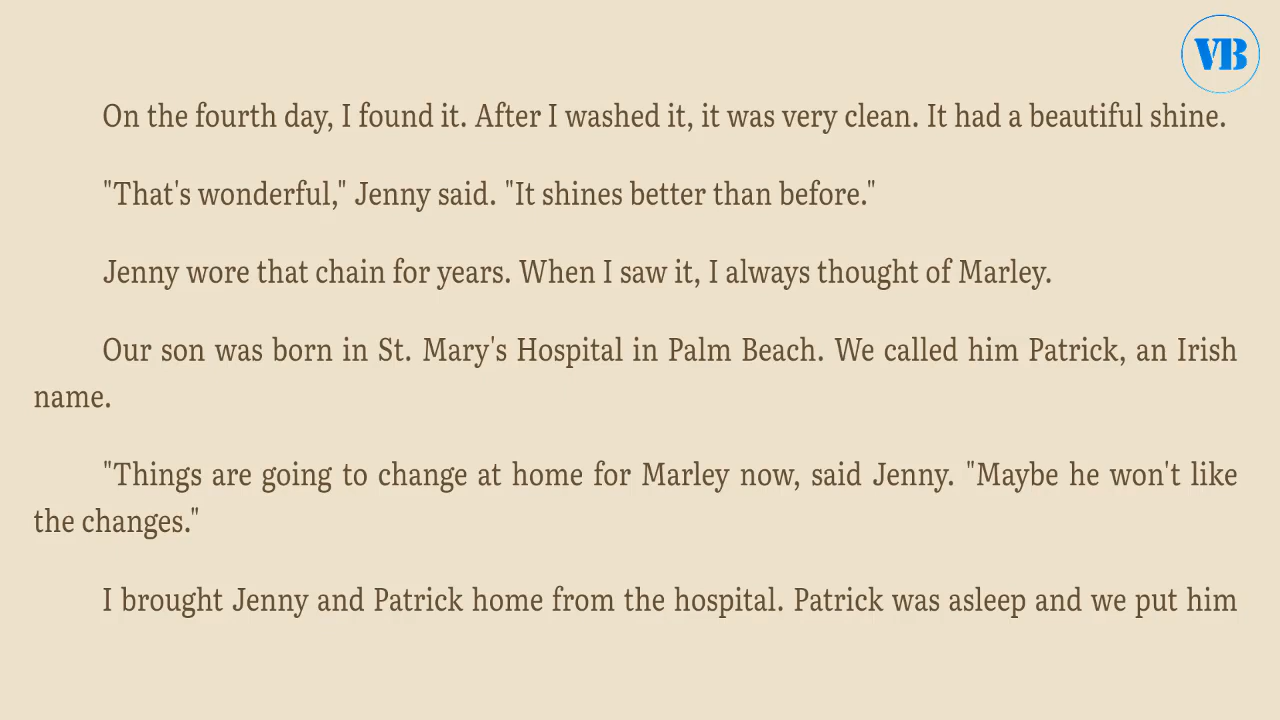 VB
On the fourth day, I found it. After I washed it, it was very clean. It had a beautiful shine.
"That's wonderful," Jenny said. "It shines better than before."
Jenny wore that chain for years. When I saw it, I always thought of Marley.
Our son was born in St. Mary's Hospital in Palm Beach. We called him Patrick, an Irish
name.
"Things are going to change at home for Marley now, said Jenny. "Maybe he won't like
the changes."
I brought Jenny and Patrick home from the hospital. Patrick was asleep and we put him